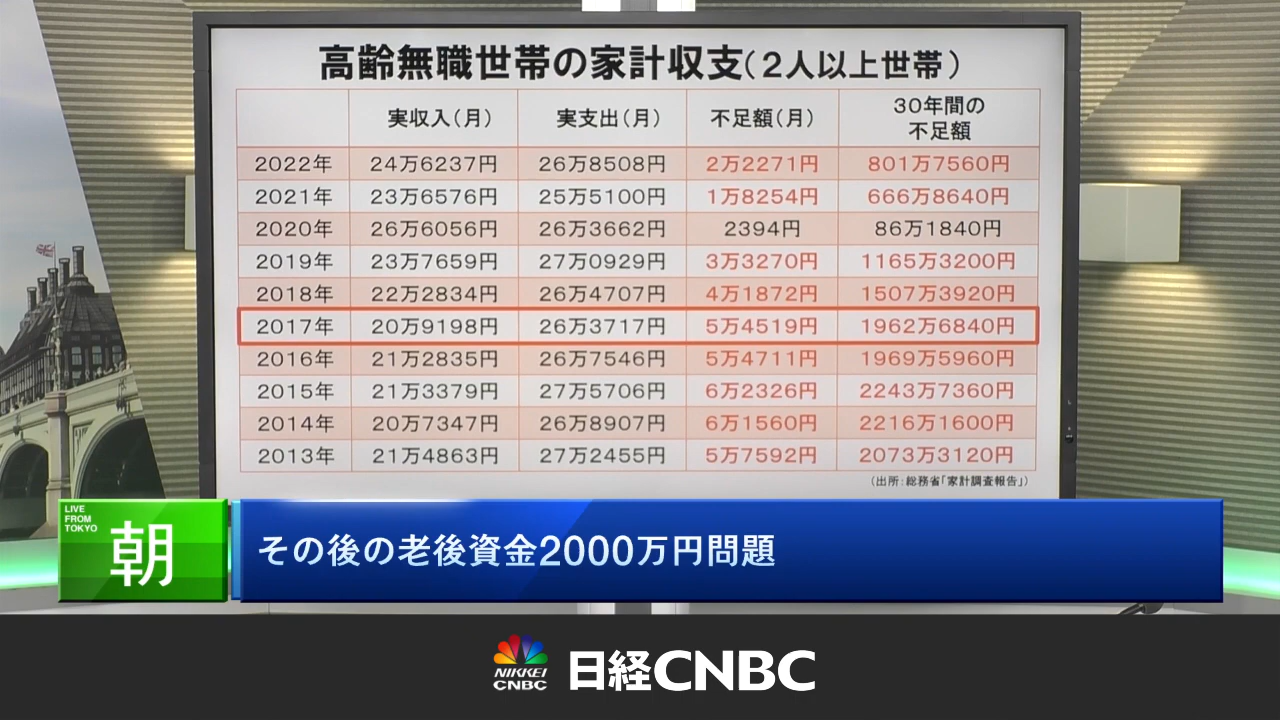 高齢無職世帯の家計収支(2人以上世帯)
実収入(月) 実支出(月) 不足額(月) 30年間の
不足額
2022年 24万6237円 26万8508円 2万2271円 801万7560円
2021年 23万6576円 25万5100円 1万8254円 666万8640円
2020年 26万6056円 26万3662円 2394円 86万1840円
2019年 23万7659円 27万0929円 3万3270円 1165万3200円
2018年 22万2834円 26万4707円 4万1872円 1507万3920円
2017年 20万9198円 26万3717円 5万4519円 1962万6840円
2016年 21万2835円 26万7546円 5万4711円 1969万5960円
2015年 21万3379円 27万5706円 6万2326円 2243万7360円
2014年 20万7347円 26万8907円 6万1560円 2216万1600円
2013年 21万4863円 27万2455円 5万7592円 2073万3120円
(出所:総務省「家計調査報告」)
LIVE
FROM
TOKYO
朝
その後の老後資金2000万円問題
NIKKEI
CNBC
日経CNBC